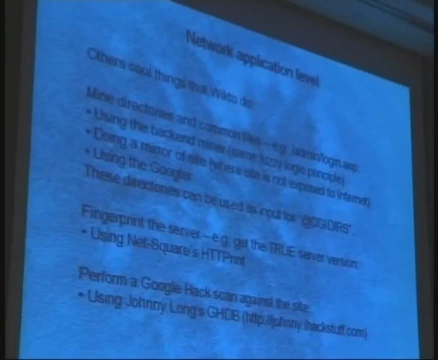 Network application level
Others cool things that Wikto do:
Mine directories and common files – e.g. /admin/login.asp
• Using the backend miner (same fuzzy logic principle)
• Doing a mirror of site (where site is not exposed to Internet)
• Using the Googler
These directories can be used as input for "@CGIDIRS".
Fingerprint the server – e.g. get the TRUE server version:
• Using Net-Square's HTTPrint
Perform a Google Hack scan against the site:
• Using Johnny Long's GHDB (http://johnny.ihackstuff.com)